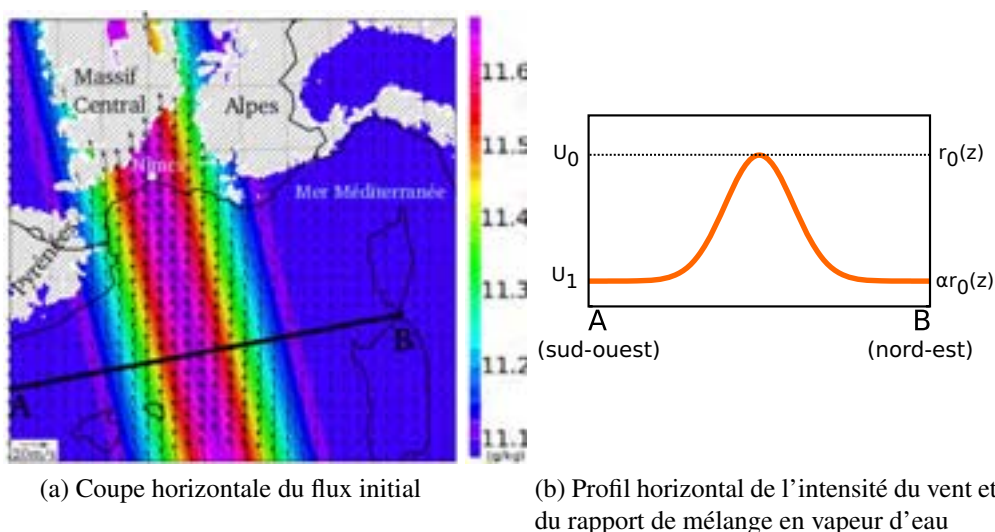 Massif
Central
Alpes
Nîmes
Mer Méditerranée
Pyrénées
A
B
20m/s
11.6
11.5
11.4
11.3
11.2
11.1
(g/kg)
U0
r0(z)
U1
αr0(z)
A
B
(sud-ouest)
(nord-est)
(a) Coupe horizontale du flux initial
(b) Profil horizontal de l'intensité du vent et
du rapport de mélange en vapeur d'eau